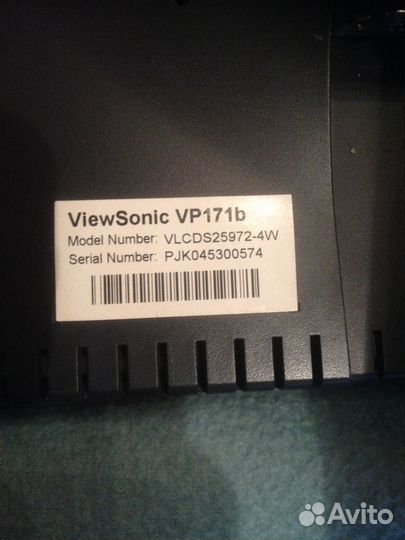 ViewSonic VP171b
Model Number: VLCDS25972-4W
Serial Number: PJK045300574
Avito